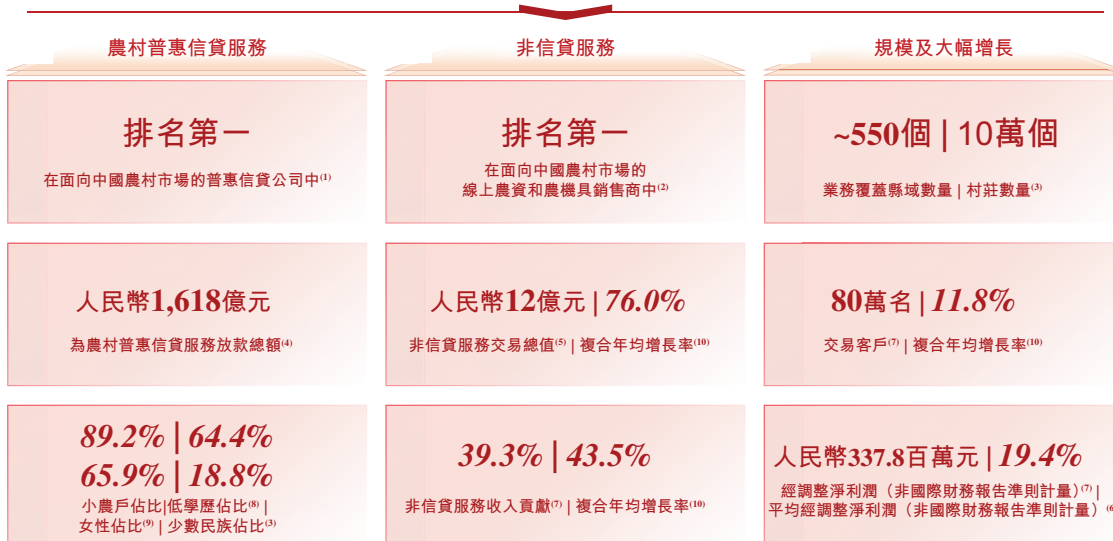 農村普惠信貸服務
排名第一
在面向中國農村市場的普惠信貸公司中(1)
人民幣1,618億元
為農村普惠信貸服務放款總額(4)
89.2% | 64.4%
65.9% | 18.8%
小農戶佔比|低學歷佔比(8) |
女性佔比(9) | 少數民族佔比(3)
非信貸服務
排名第一
在面向中國農村市場的
線上農資和農機具銷售商中(2)
人民幣12億元 | 76.0%
非信貸服務交易總值(5) | 複合年均增長率(10)
39.3% | 43.5%
非信貸服務收入貢獻(7) | 複合年均增長率(10)
規模及大幅增長
~550個 | 10萬個
業務覆蓋縣域數量 | 村莊數量(3)
80萬名 | 11.8%
交易客戶(7) | 複合年均增長率(10)
人民幣337.8百萬元 | 19.4%
經調整淨利潤（非國際財務報告準則計量）(7) |
平均經調整淨利潤（非國際財務報告準則計量）(6